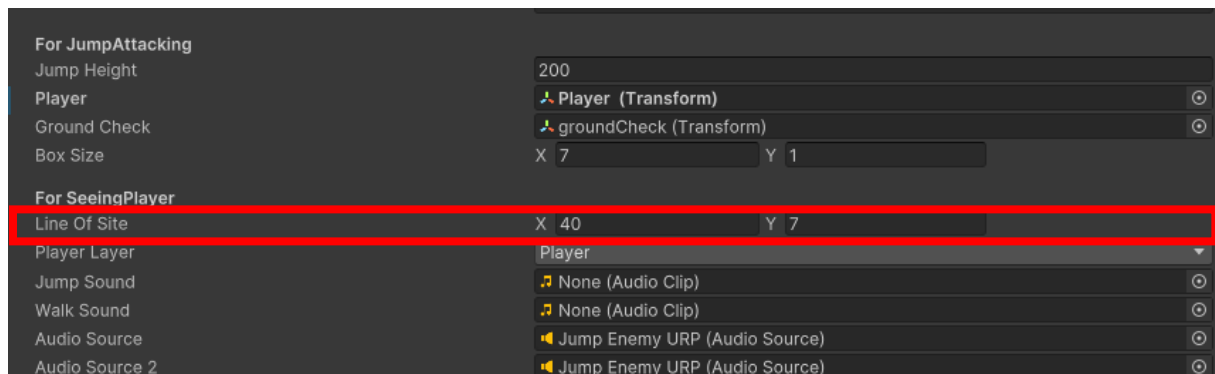 For JumpAttacking
Jump Height 200
Player Player (Transform)
Ground Check groundCheck (Transform)
Box Size X 7 Y 1
For SeeingPlayer
Line Of Site X 40 Y 7
Player Layer Player
Jump Sound None (Audio Clip)
Walk Sound None (Audio Clip)
Audio Source Jump Enemy URP (Audio Source)
Audio Source 2 Jump Enemy URP (Audio Source)